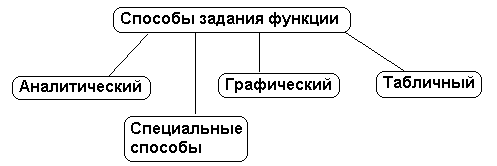 Способы задания функции
Аналитический
Графический
Табличный
Специальные
способы